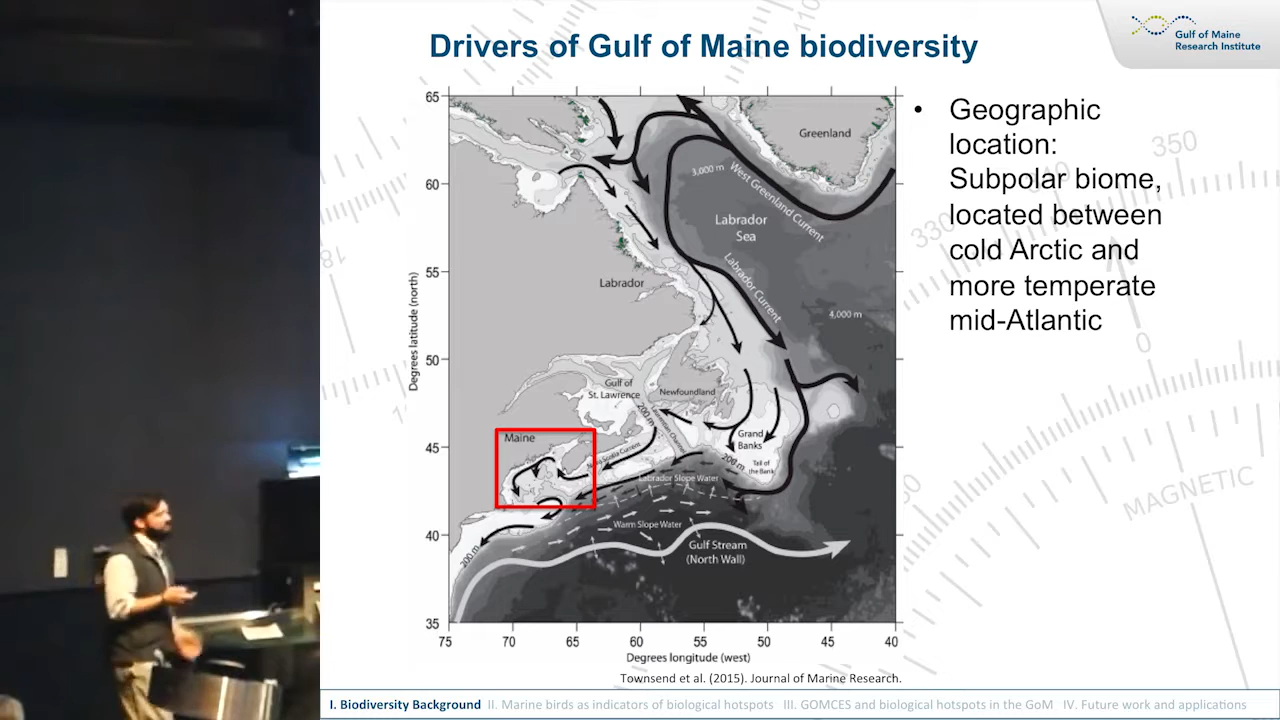 Drivers of Gulf of Maine biodiversity
Gulf of Maine
Research Institute
• Geographic
location:
Subpolar biome,
located between
cold Arctic and
more temperate
mid-Atlantic
65
60
55
50
45
40
35
Degrees latitude (north)
75 70 65 60 55 50 45 40
Degrees longitude (west)
Greenland
3,000 m
West Greenland Current
Labrador
Sea
Labrador Current
Labrador
4,000 m
Gulf of
St. Lawrence
Newfoundland
200 m
Laurentian Channel
Grand
Banks
Maine
Nova Scotia Current
200 m
Tail of
the Bank
Labrador Slope Water
Warm Slope Water
Gulf Stream
(North Wall)
200 m
Townsend et al. (2015). Journal of Marine Research.
350
330
0
MAGNETIC
110
I. Biodiversity Background II. Marine birds as indicators of biological hotspots III. GOMCES and biological hotspots in the GoM IV. Future work and applications